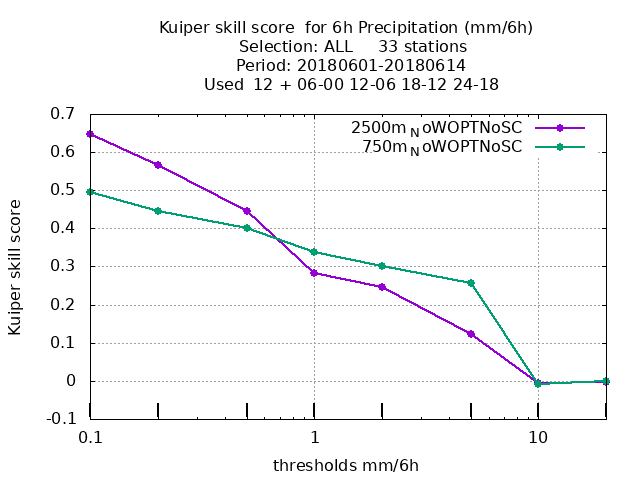 Kuiper skill score  for 6h Precipitation (mm/6h)
Selection: ALL     33 stations
Period: 20180601-20180614
Used  12 + 06-00 12-06 18-12 24-18
2500m_NoWOPTNoSC
750m_NoWOPTNoSC
0.7
0.6
0.5
0.4
0.3
0.2
0.1
0
-0.1
Kuiper skill score
0.1 1 10
thresholds mm/6h